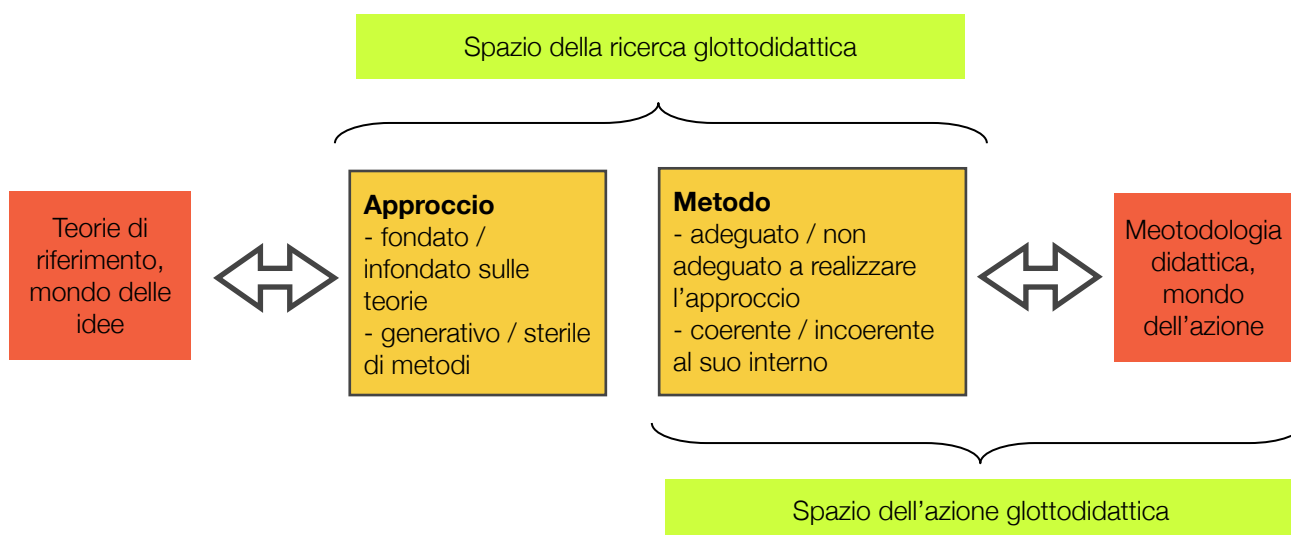 Spazio della ricerca glottodidattica
Teorie di
riferimento,
mondo delle
idee
Approccio
- fondato /
infondato sulle
teorie
- generativo / sterile
di metodi
Metodo
- adeguato / non
adeguato a realizzare
l'approccio
- coerente / incoerente
al suo interno
Meotodologia
didattica,
mondo
dell'azione
Spazio dell'azione glottodidattica